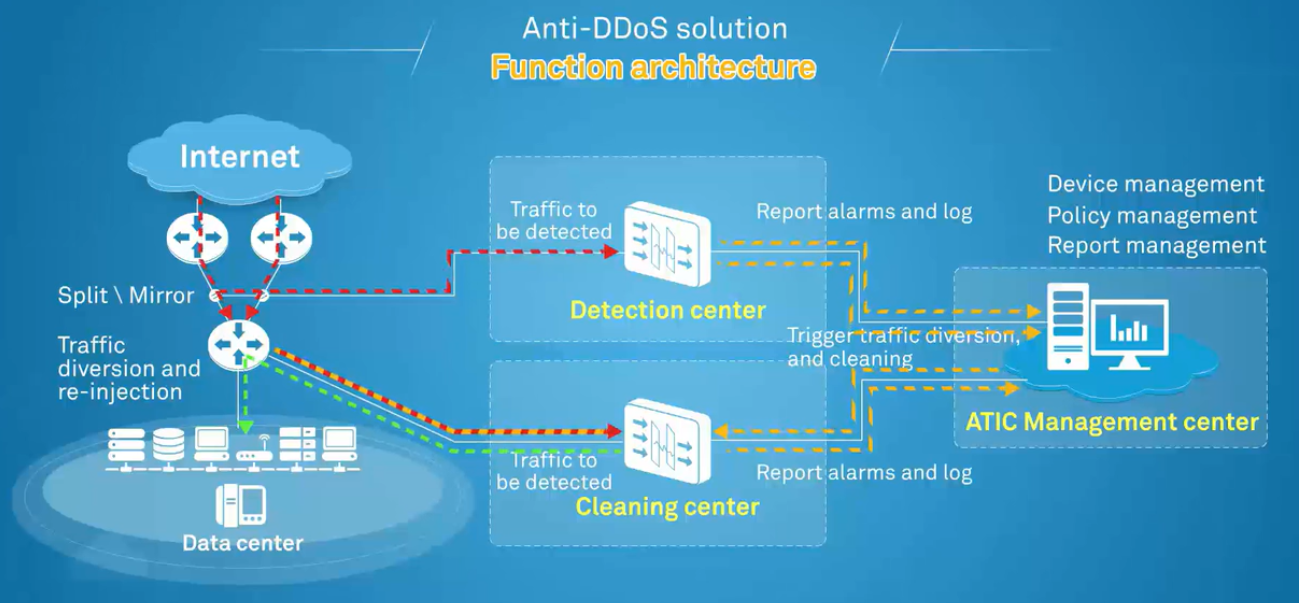 Anti-DDoS solution
Function architecture
Internet
Split \ Mirror
Traffic
diversion and
re-injection
Data center
Traffic to
be detected
Detection center
Report alarms and log
Trigger traffic diversion,
and cleaning
Traffic to
be detected
Cleaning center
Report alarms and log
Device management
Policy management
Report management
ATIC Management center